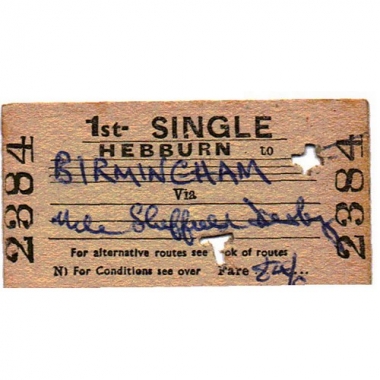 2384
1st- SINGLE
HEBBURN to
BIRMINGHAM
Via
Sheffield Derby
For alternative routes see ok of routes
N) For Conditions see over Fare
2384